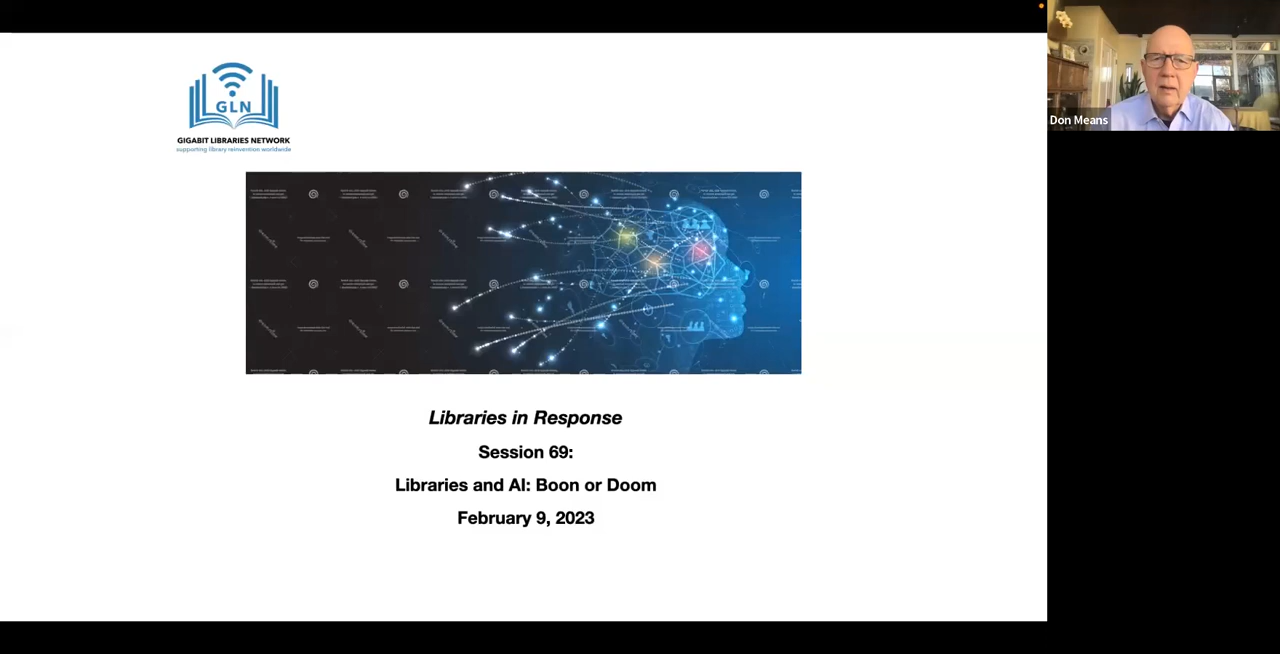 GLN
GIGABIT LIBRARIES NETWORK
supporting library reinvention worldwide
Don Means
Libraries in Response
Session 69:
Libraries and AI: Boon or Doom
February 9, 2023